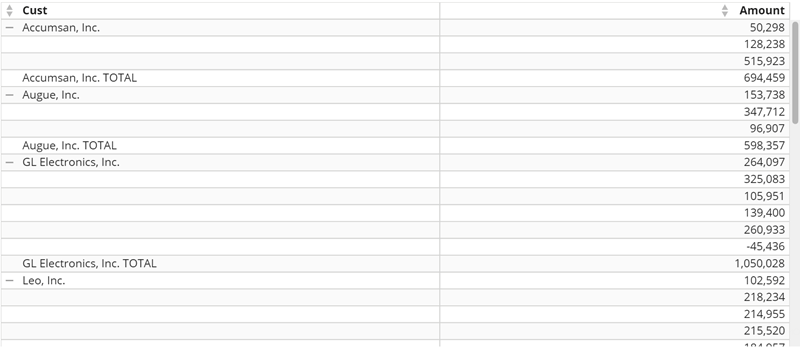 Cust Amount
Accumsan, Inc. 50,298
128,238
515,923
Accumsan, Inc. TOTAL 694,459
Augue, Inc. 153,738
347,712
96,907
Augue, Inc. TOTAL 598,357
GL Electronics, Inc. 264,097
325,083
105,951
139,400
260,933
-45,436
GL Electronics, Inc. TOTAL 1,050,028
Leo, Inc. 102,592
218,234
214,955
215,520